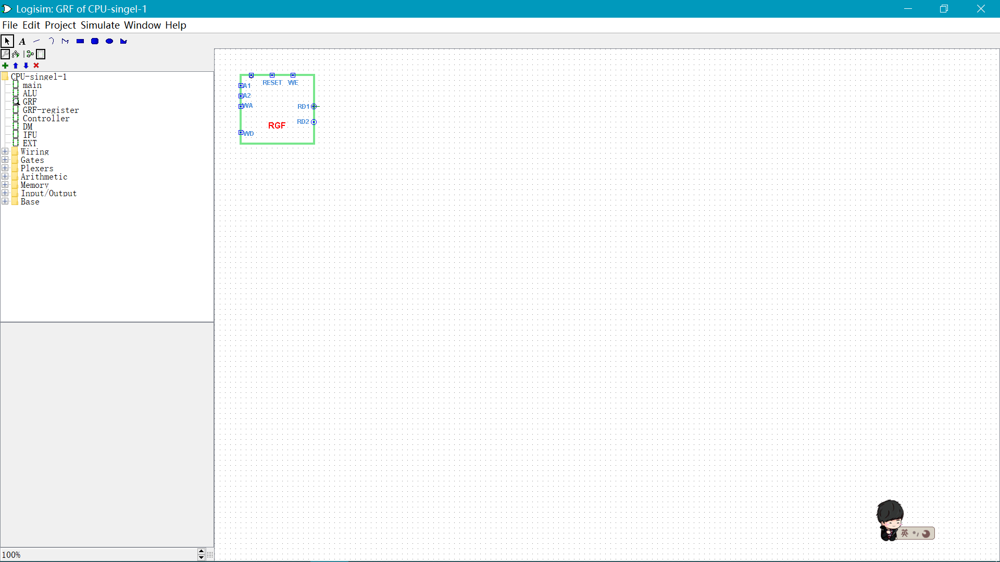 Logisim: GRF of CPU-singel-1
File Edit Project Simulate Window Help
A
CPU-singel-1
main
ALU
GRF
GRF-register
Controller
DM
IFU
EXT
Wiring
Gates
Plexers
Arithmetic
Memory
Input/Output
Base
RESET WE
A1
A2
WA
RD1
RD2
RGF
WD
英
100%